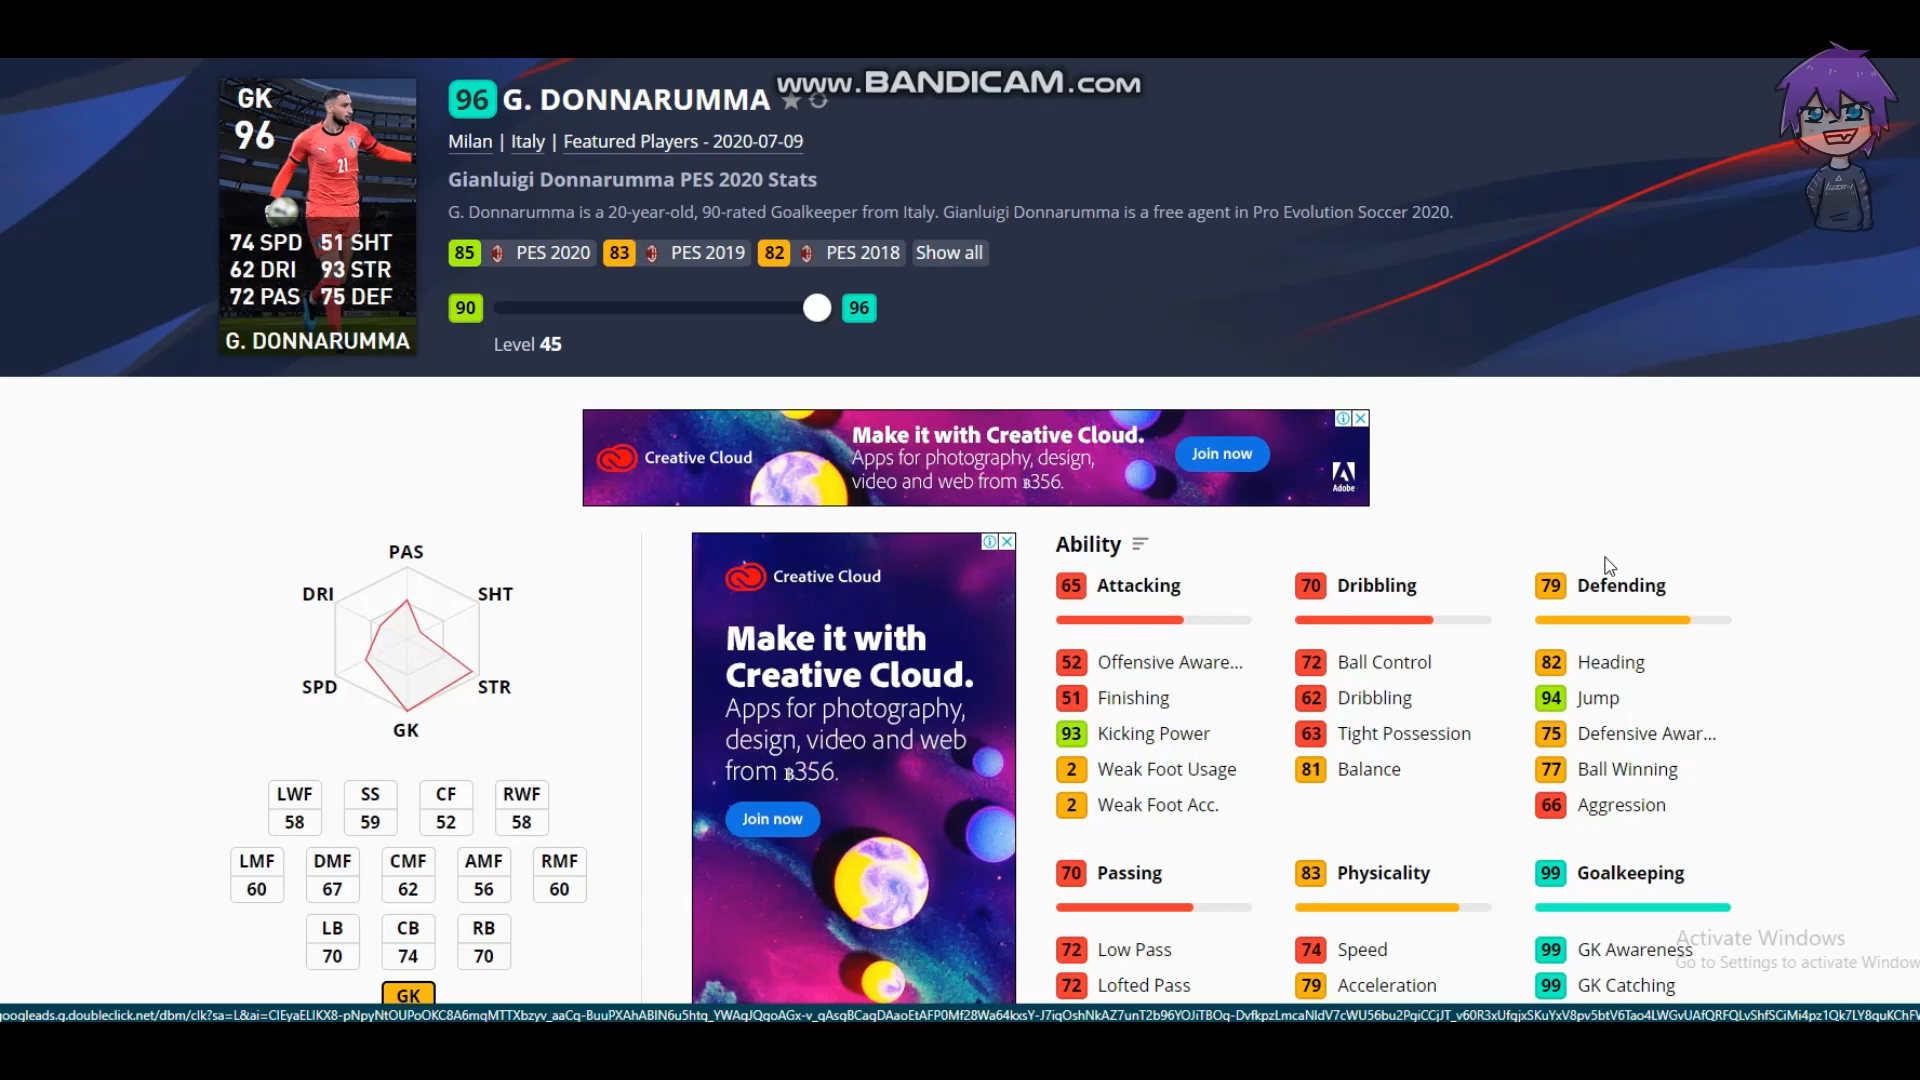 www.BANDICAM.com
GK
96
21
74 SPD 51 SHT
62 DRI 93 STR
72 PAS 75 DEF
G. DONNARUMMA
96 G. DONNARUMMA
Milan | Italy | Featured Players - 2020-07-09
Gianluigi Donnarumma PES 2020 Stats
G. Donnarumma is a 20-year-old, 90-rated Goalkeeper from Italy. Gianluigi Donnarumma is a free agent in Pro Evolution Soccer 2020.
85 PES 2020 83 PES 2019 82 PES 2018 Show all
90 96
Level 45
Creative Cloud
Make it with Creative Cloud.
Apps for photography, design,
video and web from ฿356.
Join now
Adobe
PAS
DRI SHT
SPD STR
GK
LWF SS CF RWF
58 59 52 58
LMF DMF CMF AMF RMF
60 67 62 56 60
LB CB RB
70 74 70
GK
Creative Cloud
Make it with
Creative Cloud.
Apps for photography,
design, video and web
from ฿356.
Join now
Ability
65 Attacking
52 Offensive Aware...
51 Finishing
93 Kicking Power
2 Weak Foot Usage
2 Weak Foot Acc.
70 Dribbling
72 Ball Control
62 Dribbling
63 Tight Possession
81 Balance
79 Defending
82 Heading
94 Jump
75 Defensive Awar...
77 Ball Winning
66 Aggression
70 Passing
72 Low Pass
72 Lofted Pass
83 Physicality
74 Speed
79 Acceleration
99 Goalkeeping
99 GK Awareness
99 GK Catching
Activate Windows
Go to Settings to activate Window